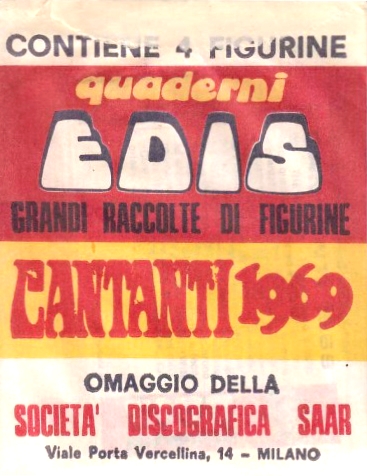 CONTIENE 4 FIGURINE
quaderni
EDIS
GRANDI RACCOLTE DI FIGURINE
CANTANTI 1969
OMAGGIO DELLA
SOCIETA' DISCOGRAFICA SAAR
Viale Porta Vercellina, 14 - MILANO